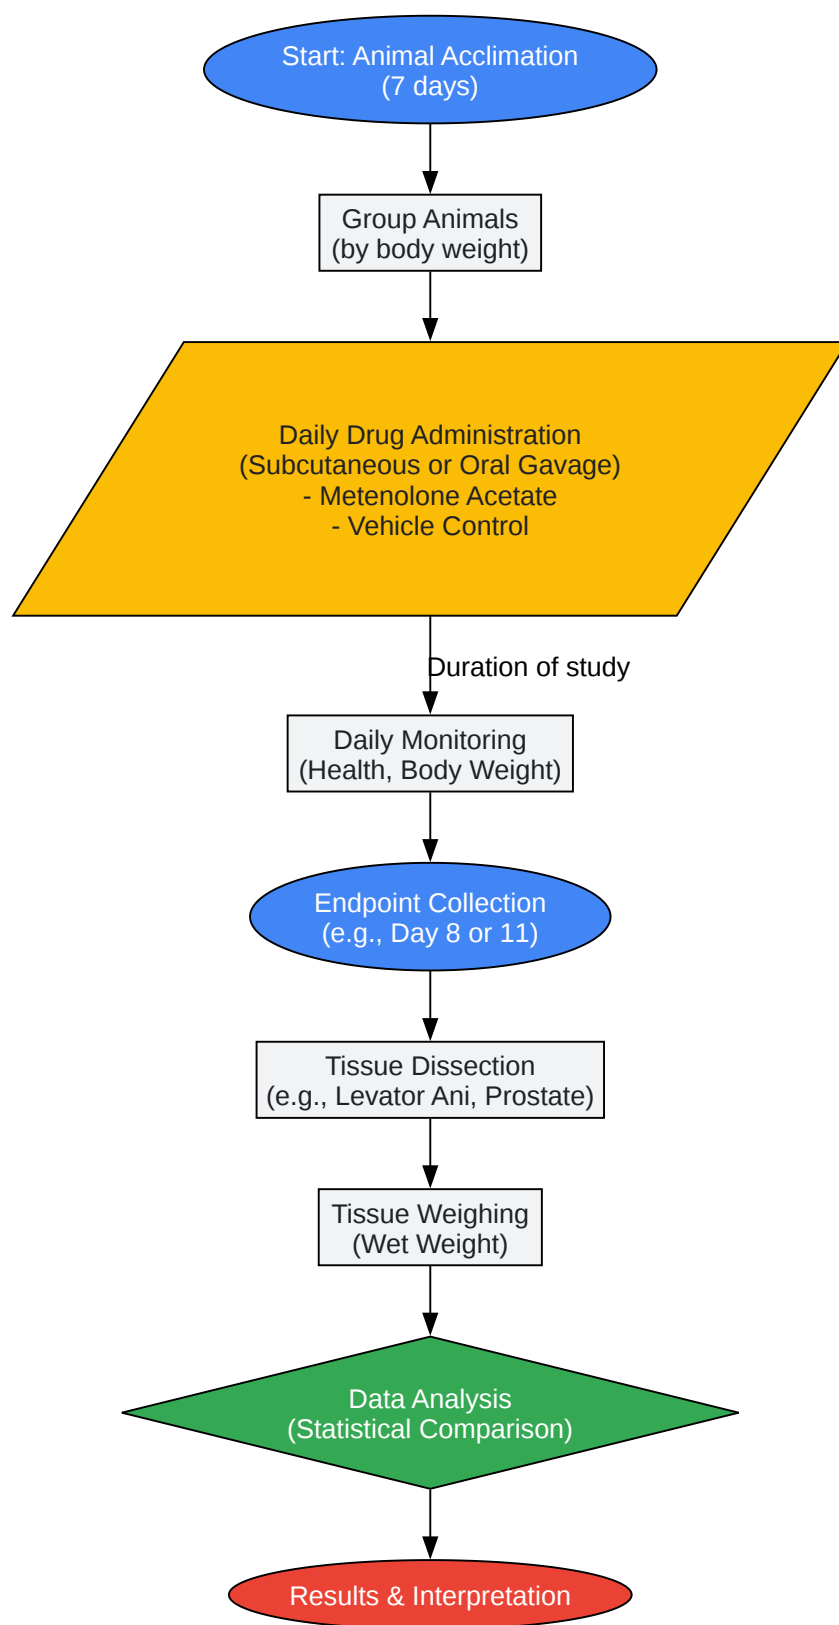 Start: Animal Acclimation
(7 days)
Group Animals
(by body weight)
Daily Drug Administration
(Subcutaneous or Oral Gavage)
- Metenolone Acetate
- Vehicle Control
Duration of study
Daily Monitoring
(Health, Body Weight)
Endpoint Collection
(e.g., Day 8 or 11)
Tissue Dissection
(e.g., Levator Ani, Prostate)
Tissue Weighing
(Wet Weight)
Data Analysis
(Statistical Comparison)
Results & Interpretation